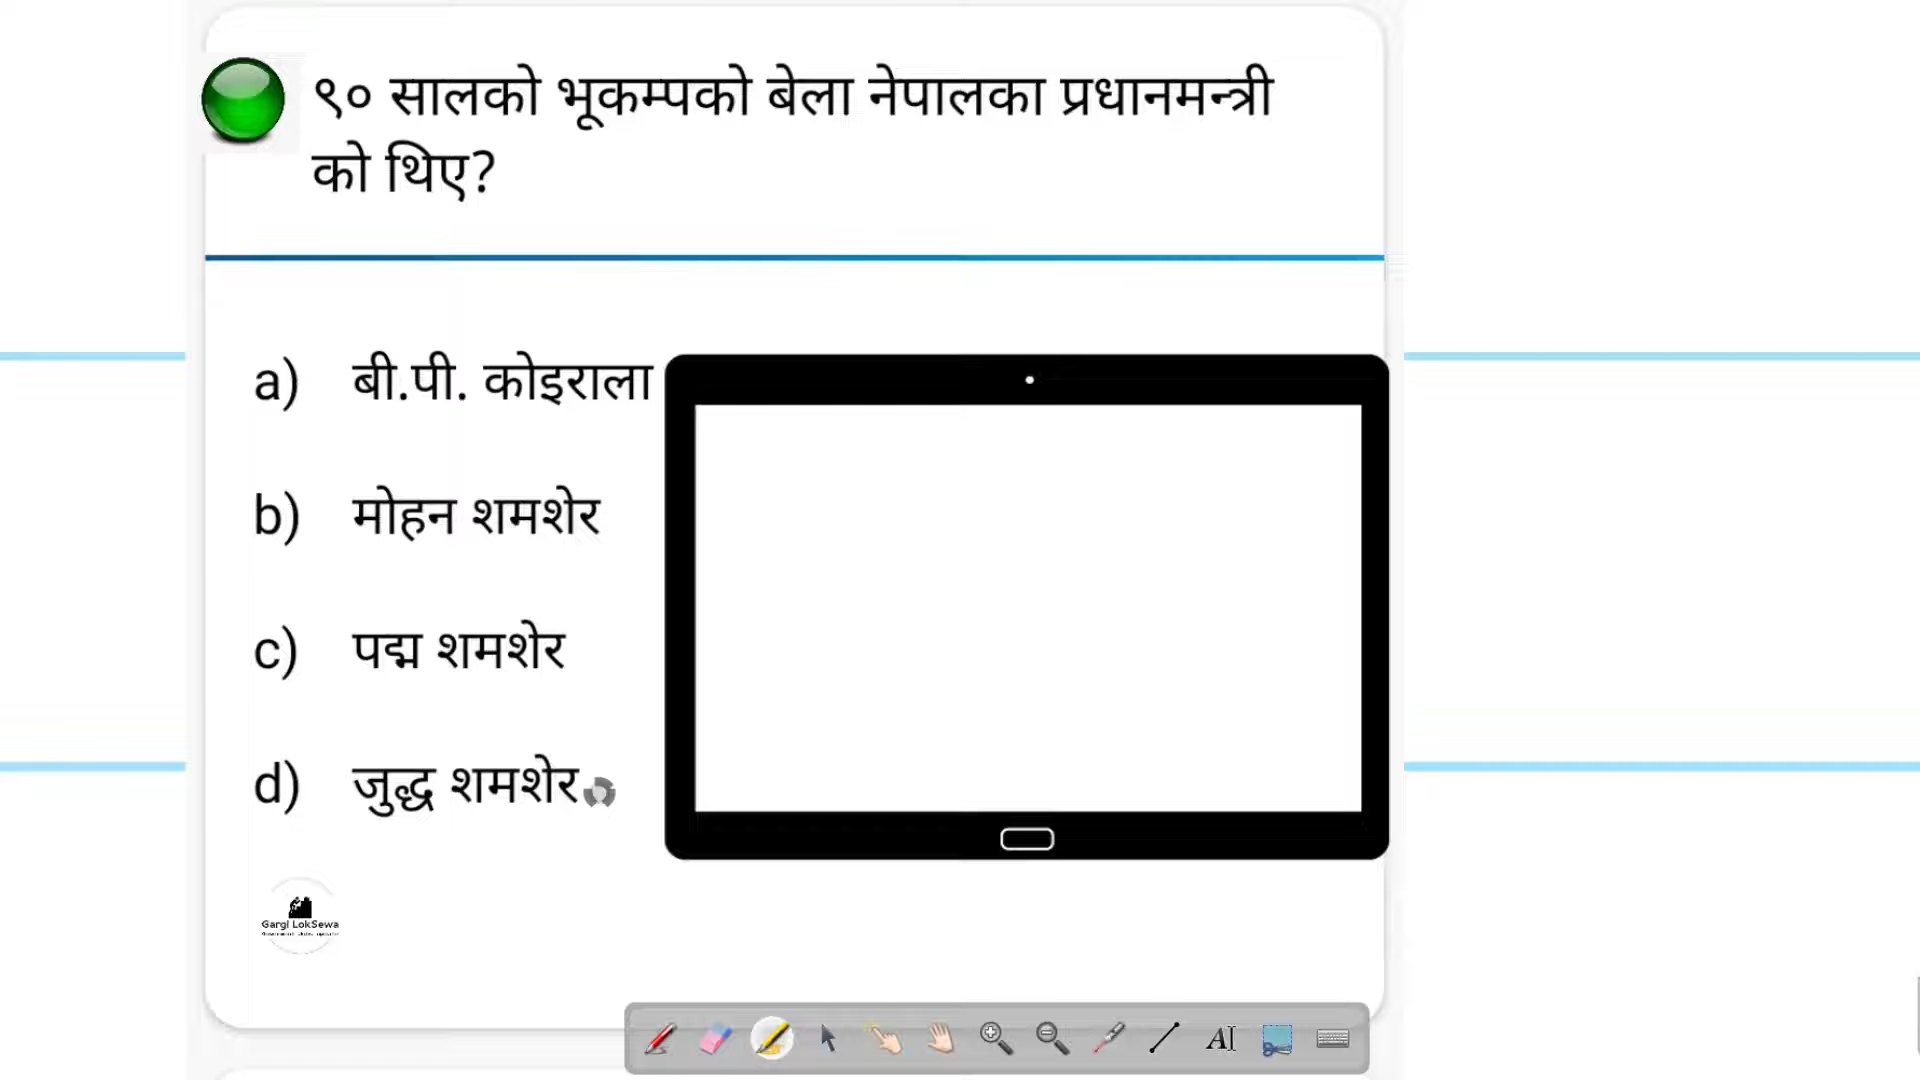 ९० सालको भूकम्पको बेला नेपालका प्रधानमन्त्री
को थिए?
a) बी.पी. कोइराला
b) मोहन शमशेर
c) पद्म शमशेर
d) जुद्ध शमशेर
Gargi LokSewa